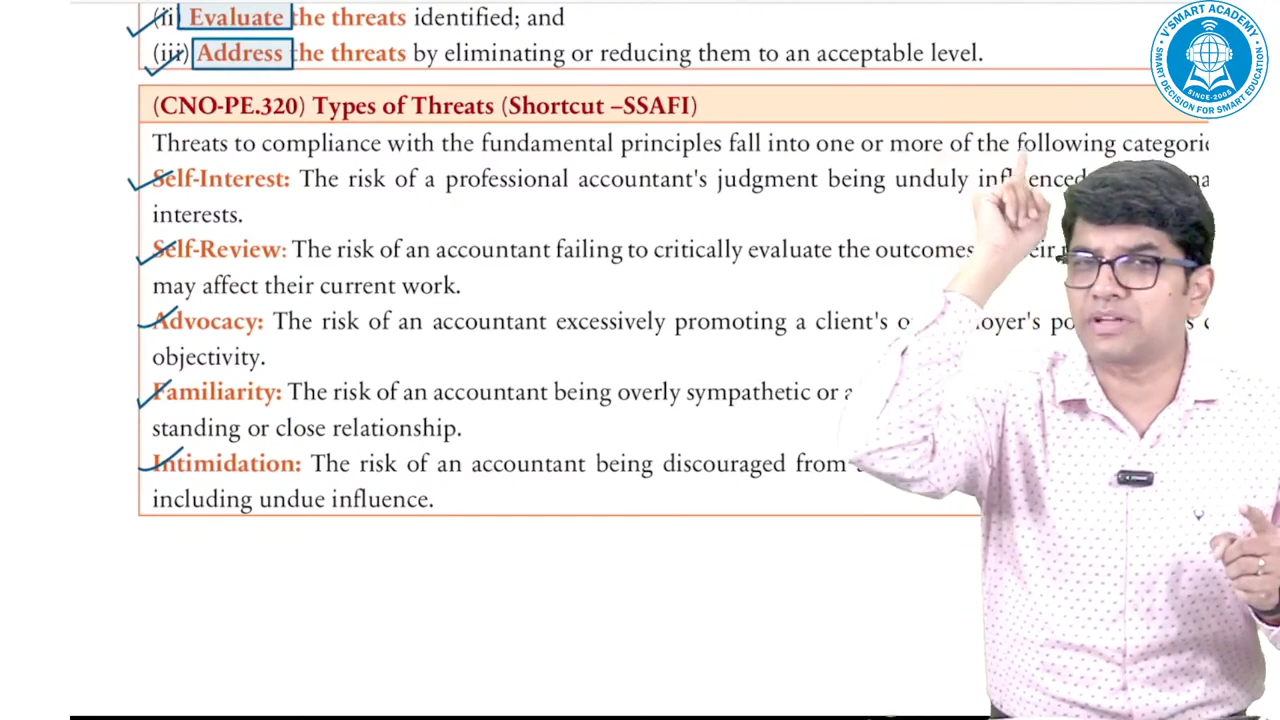 (ii) Evaluate the threats identified; and
(iii) Address the threats by eliminating or reducing them to an acceptable level.
(CNO-PE.320) Types of Threats (Shortcut –SSAFI)
Threats to compliance with the fundamental principles fall into one or more of the following
Self-Interest: The risk of a professional accountant's judgment being unduly
interests.
Self-Review: The risk of an accountant failing to critically evaluate the outcomes
may affect their current work.
Advocacy: The risk of an accountant excessively promoting a client's
objectivity.
Familiarity: The risk of an accountant being overly sympathetic or
standing or close relationship.
Intimidation: The risk of an accountant being discouraged from
including undue influence.
V'SMART ACADEMY
SINCE-2005
SMART DECISION FOR SMART EDUCATION